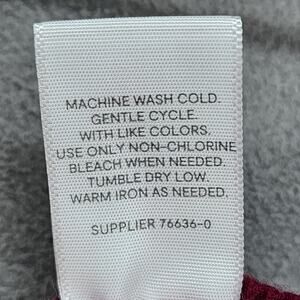 MACHINE WASH COLD.
GENTLE CYCLE.
WITH LIKE COLORS.
USE ONLY NON-CHLORINE
BLEACH WHEN NEEDED.
TUMBLE DRY LOW.
WARM IRON AS NEEDED.
SUPPLIER 76636-0